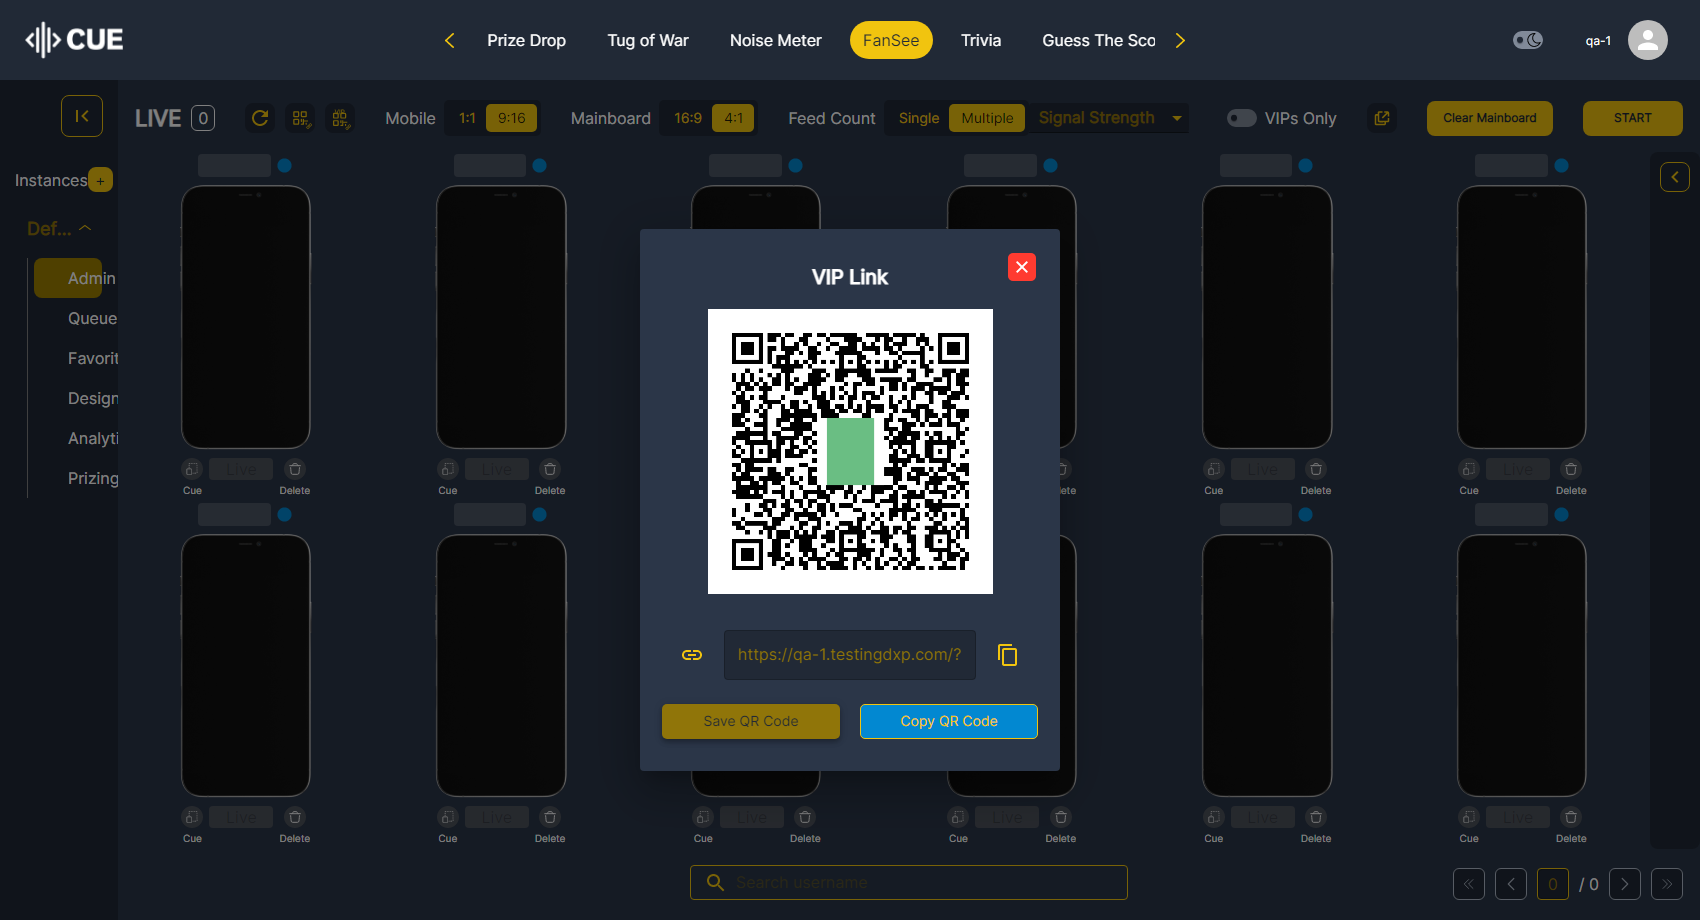 CUE
Prize Drop
Tug of War
Noise Meter
FanSee
Trivia
Guess The Sco
qa-1
LIVE 0
Mobile 1:1 9:16
Mainboard 16:9 4:1
Feed Count Single Multiple Signal Strength
VIPs Only
Clear Mainboard
START
Instances +
Def...
Admin
Queue
Favorit
Design
Analyti
Prizing
VIP Link
https://qa-1.testingdxp.com/?
Save QR Code
Copy QR Code
Live Live Live Live
Cue Delete Cue Delete ete Cue Delete Cue Delete
Live Live Live Live Live Live
Cue Delete Cue Delete Cue Delete Cue Delete Cue Delete Cue Delete
Search username
0 / 0